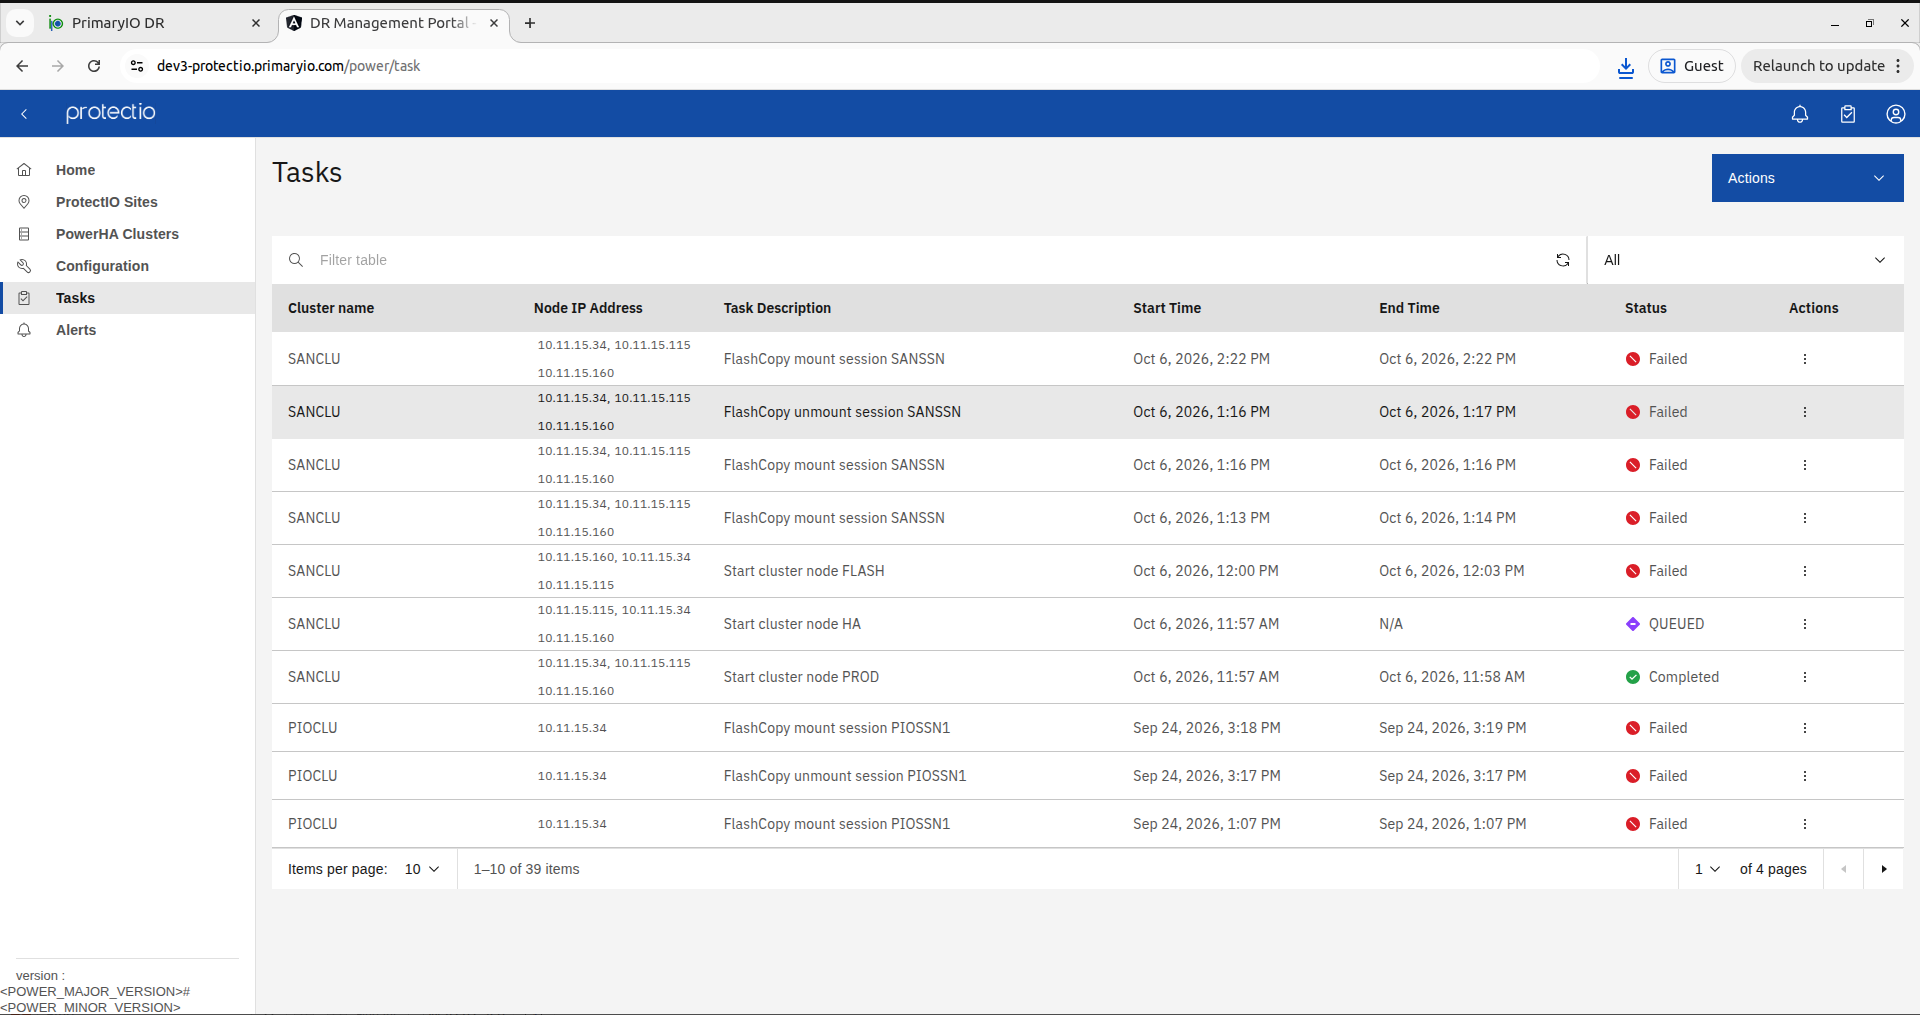 PrimaryIO DR
DR Management Portal
dev3-protectio.primaryio.com/power/task
Guest
Relaunch to update
protectio
Home
ProtectIO Sites
PowerHA Clusters
Configuration
Tasks
Alerts
version :
<POWER_MAJOR_VERSION>#
<POWER_MINOR_VERSION>
Tasks
Actions
Filter table
All
Cluster name Node IP Address Task Description Start Time End Time Status Actions
SANCLU 10.11.15.34, 10.11.15.115 FlashCopy mount session SANSSN Oct 6, 2026, 2:22 PM Oct 6, 2026, 2:22 PM Failed
10.11.15.160
SANCLU 10.11.15.34, 10.11.15.115 FlashCopy unmount session SANSSN Oct 6, 2026, 1:16 PM Oct 6, 2026, 1:17 PM Failed
10.11.15.160
SANCLU 10.11.15.34, 10.11.15.115 FlashCopy mount session SANSSN Oct 6, 2026, 1:16 PM Oct 6, 2026, 1:16 PM Failed
10.11.15.160
SANCLU 10.11.15.34, 10.11.15.115 FlashCopy mount session SANSSN Oct 6, 2026, 1:13 PM Oct 6, 2026, 1:14 PM Failed
10.11.15.160
SANCLU 10.11.15.160, 10.11.15.34 Start cluster node FLASH Oct 6, 2026, 12:00 PM Oct 6, 2026, 12:03 PM Failed
10.11.15.115
SANCLU 10.11.15.115, 10.11.15.34 Start cluster node HA Oct 6, 2026, 11:57 AM N/A QUEUED
10.11.15.160
SANCLU 10.11.15.34, 10.11.15.115 Start cluster node PROD Oct 6, 2026, 11:57 AM Oct 6, 2026, 11:58 AM Completed
10.11.15.160
PIOCLU 10.11.15.34 FlashCopy mount session PIOSSN1 Sep 24, 2026, 3:18 PM Sep 24, 2026, 3:19 PM Failed
PIOCLU 10.11.15.34 FlashCopy unmount session PIOSSN1 Sep 24, 2026, 3:17 PM Sep 24, 2026, 3:17 PM Failed
PIOCLU 10.11.15.34 FlashCopy mount session PIOSSN1 Sep 24, 2026, 1:07 PM Sep 24, 2026, 1:07 PM Failed
Items per page: 10 1–10 of 39 items 1 of 4 pages